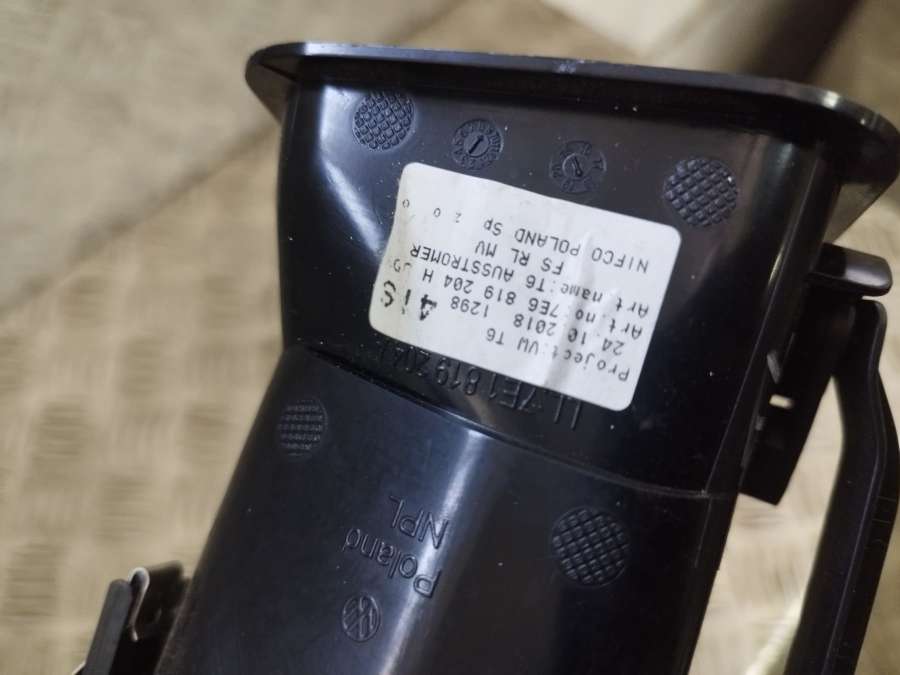 Project:VW T6
24.10.2018 1298
Art.no:7E6 819 204 H
Art.name:T6 AUSSTROMER
FS RL MV
NIFCO POLAND Sp
LL 7E1 819 204
Poland
NPL